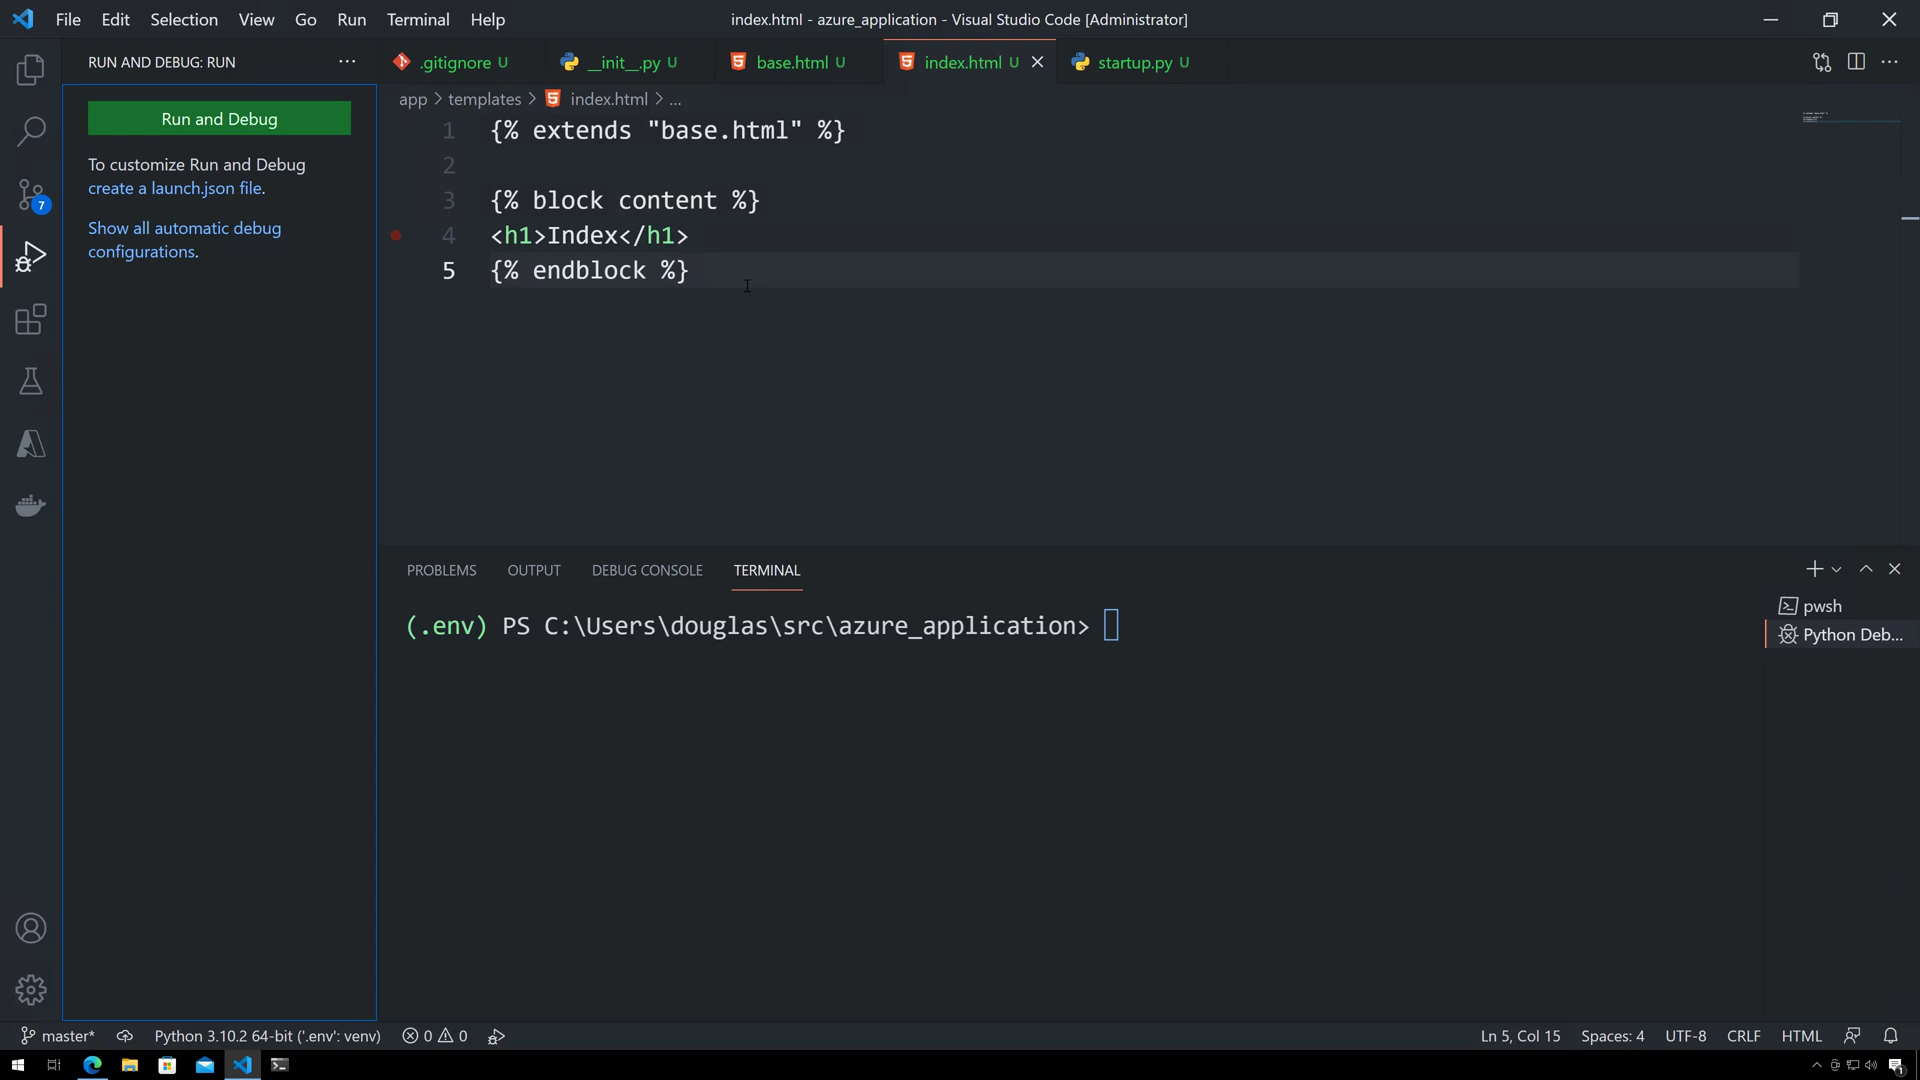 File Edit Selection View Go Run Terminal Help
index.html - azure_application - Visual Studio Code [Administrator]
RUN AND DEBUG: RUN
.gitignore U
__init__.py U
base.html U
index.html U
startup.py U
Run and Debug
To customize Run and Debug
create a launch.json file.
Show all automatic debug
configurations.
7
app > templates > index.html > ...
1 {% extends "base.html" %}
2
3 {% block content %}
4 <h1>Index</h1>
5 {% endblock %}
PROBLEMS OUTPUT DEBUG CONSOLE TERMINAL
(.env) PS C:\Users\douglas\src\azure_application>
pwsh
Python Deb...
master* Python 3.10.2 64-bit ('.env': venv) 0 0
Ln 5, Col 15 Spaces: 4 UTF-8 CRLF HTML